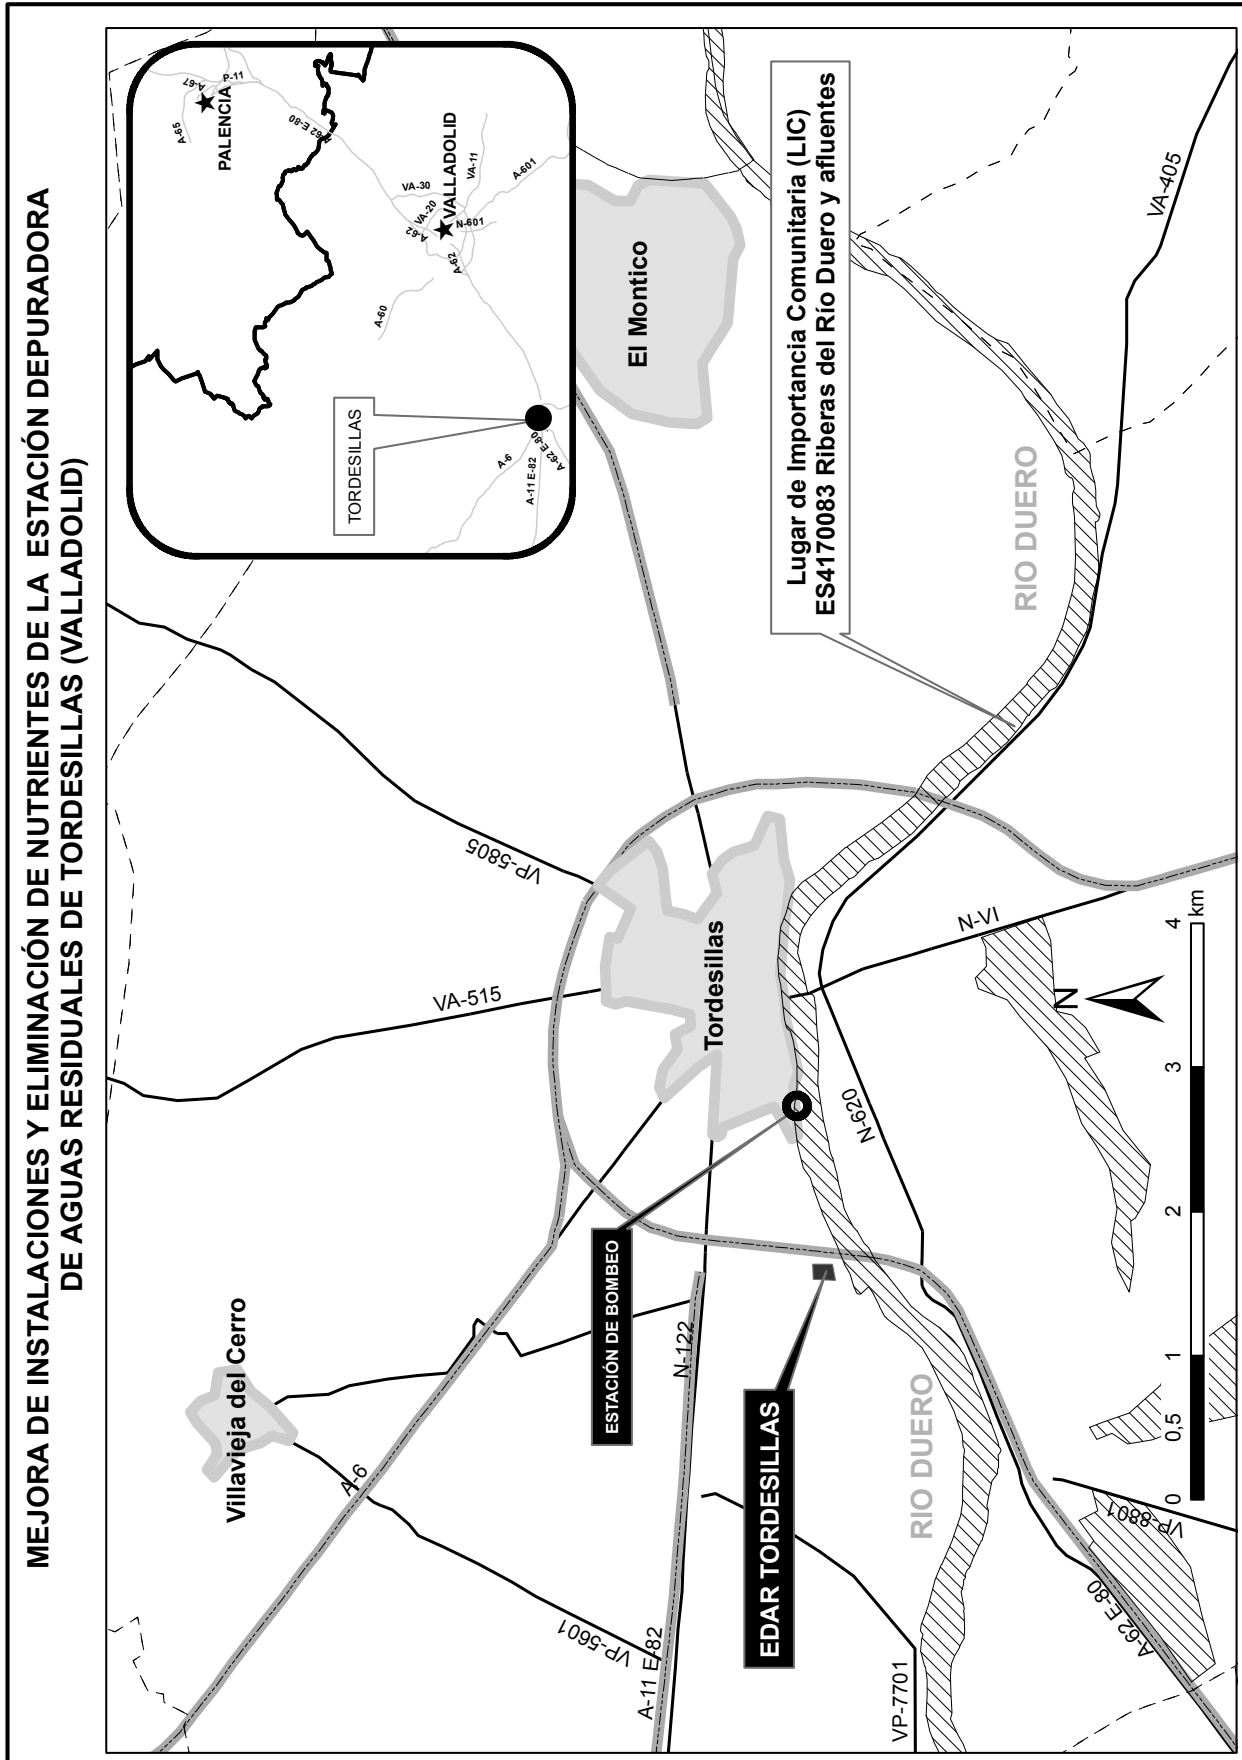 MEJORA DE INSTALACIONES Y ELIMINACIÓN DE NUTRIENTES DE LA ESTACIÓN DEPURADORA
DE AGUAS RESIDUALES DE TORDESILLAS (VALLADOLID)
A-65
A-67
P-11
PALENCIA
A-62 E-80
VA-30
VA-20
A-62
VALLADOLID
VA-11
N-601
A-601
A-62
A-60
TORDESILLAS
A-6
A-11 E-82
A-62 E-80
Villavieja del Cerro
A-6
VP-5601
A-11 E-82
N-122
VA-515
VP-5805
El Montico
Tordesillas
ESTACIÓN DE BOMBEO
EDAR TORDESILLAS
Lugar de Importancia Comunitaria (LIC)
ES4170083 Riberas del Río Duero y afluentes
RIO DUERO
RIO DUERO
VA-405
N-VI
N-620
VP-7701
A-62 E-80
VP-8801
N
0 0,5 1 2 3 4
km